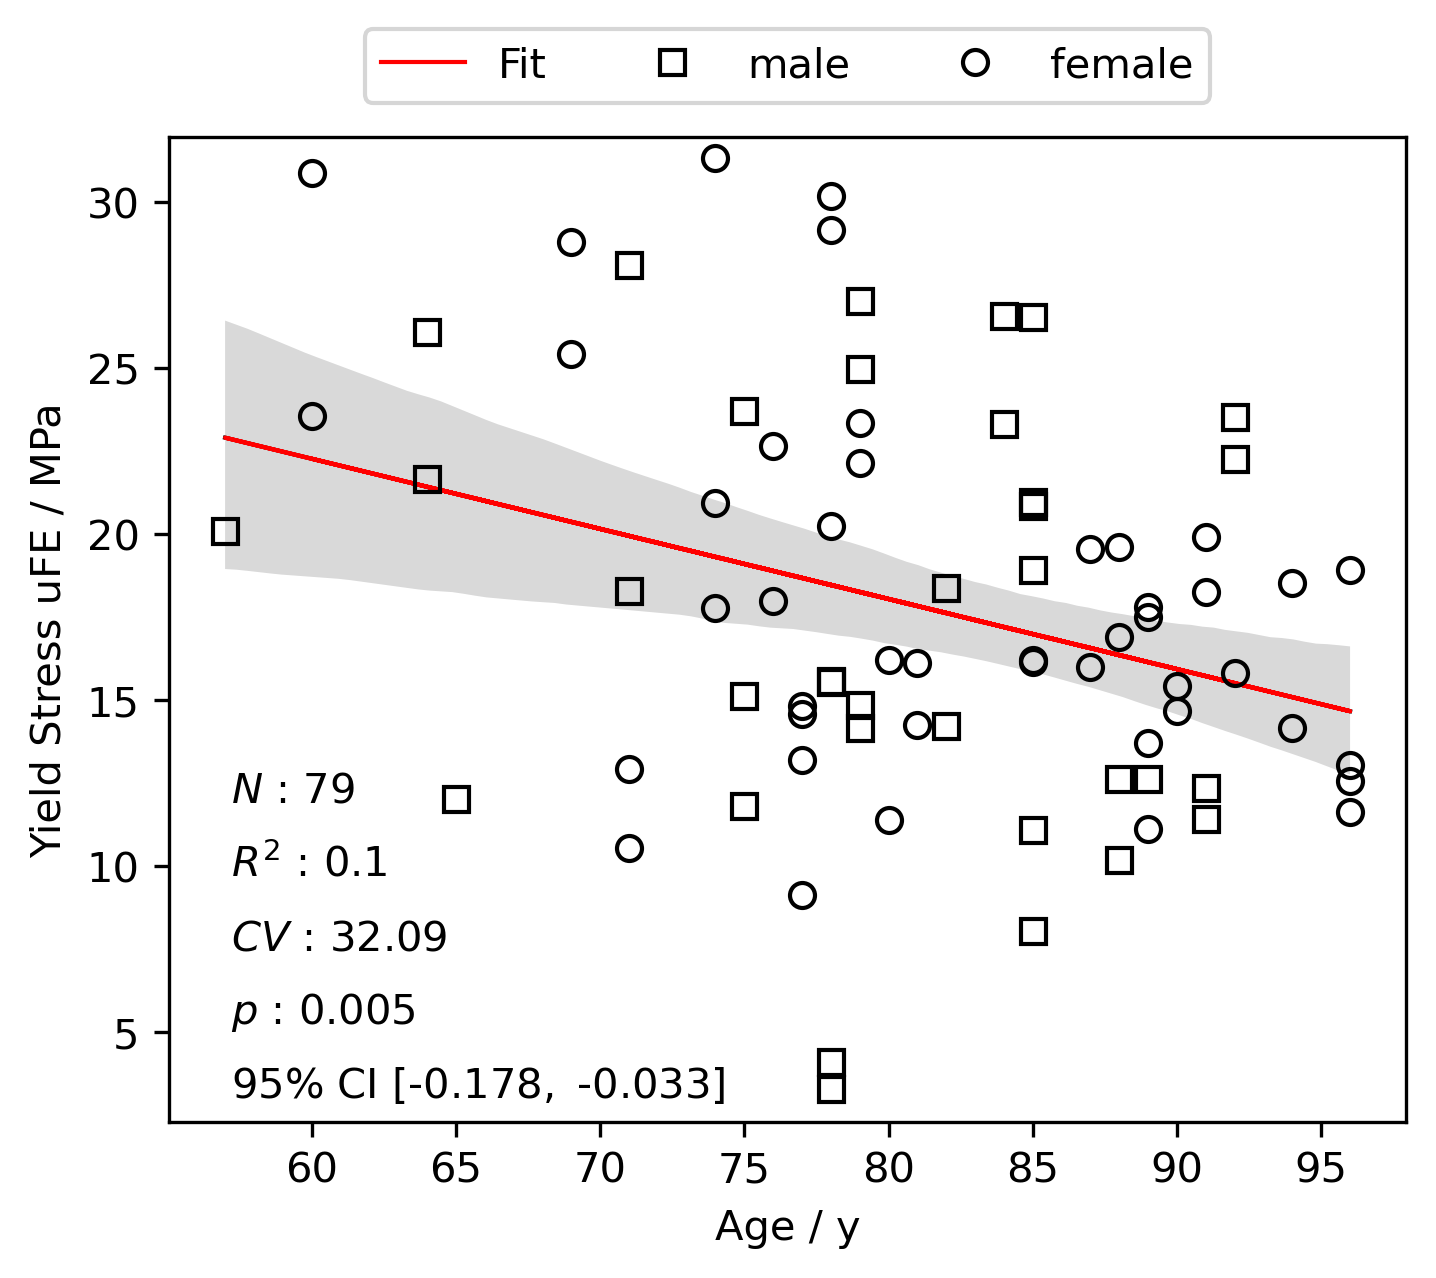 Fit male female
30
25
20
15
10
5
Yield Stress uFE / MPa
N : 79
R² : 0.1
CV : 32.09
p : 0.005
95% CI [-0.178, -0.033]
60 65 70 75 80 85 90 95
Age / y